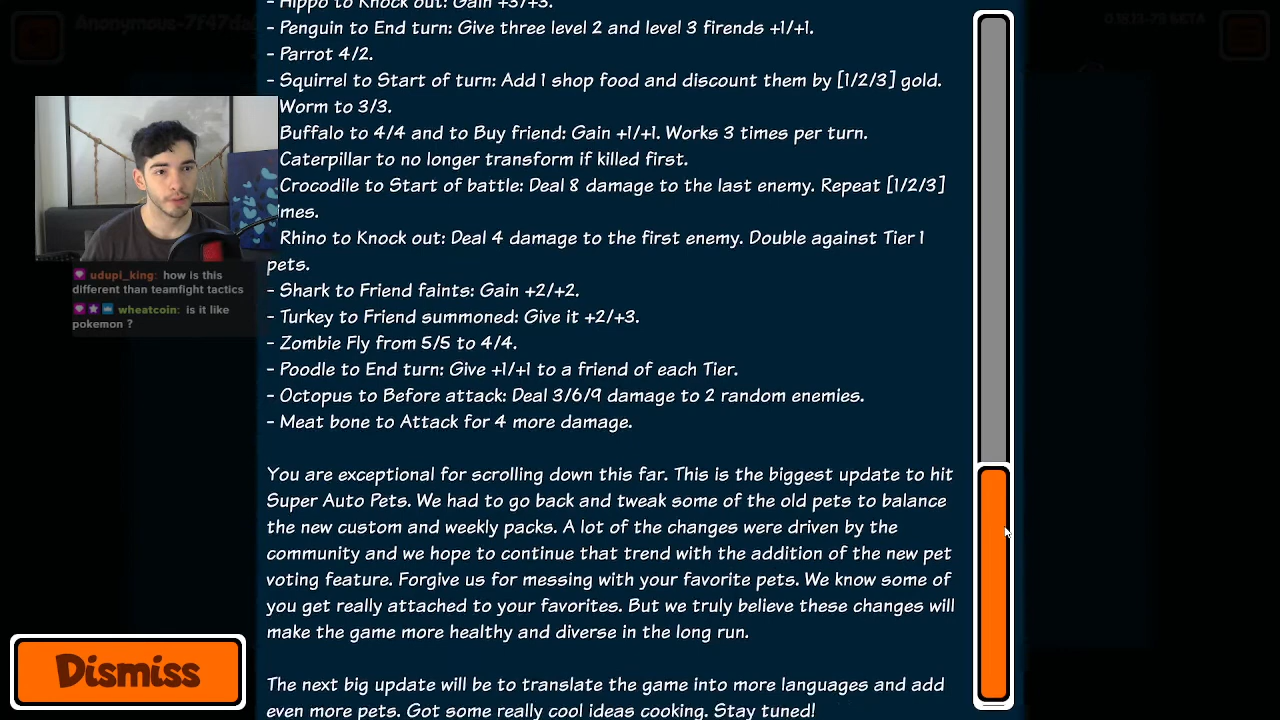 - Hippo to Knock out: Gain +3/+3.
- Penguin to End turn: Give three level 2 and level 3 firends +1/+1.
- Parrot 4/2.
- Squirrel to Start of turn: Add 1 shop food and discount them by [1/2/3] gold.
Worm to 3/3.
Buffalo to 4/4 and to Buy friend: Gain +1/+1. Works 3 times per turn.
Caterpillar to no longer transform if killed first.
Crocodile to Start of battle: Deal 8 damage to the last enemy. Repeat [1/2/3]
mes.
Rhino to Knock out: Deal 4 damage to the first enemy. Double against Tier 1
pets.
- Shark to Friend faints: Gain +2/+2.
- Turkey to Friend summoned: Give it +2/+3.
- Zombie Fly from 5/5 to 4/4.
- Poodle to End turn: Give +1/+1 to a friend of each Tier.
- Octopus to Before attack: Deal 3/6/9 damage to 2 random enemies.
- Meat bone to Attack for 4 more damage.
You are exceptional for scrolling down this far. This is the biggest update to hit
Super Auto Pets. We had to go back and tweak some of the old pets to balance
the new custom and weekly packs. A lot of the changes were driven by the
community and we hope to continue that trend with the addition of the new pet
voting feature. Forgive us for messing with your favorite pets. We know some of
you get really attached to your favorites. But we truly believe these changes will
make the game more healthy and diverse in the long run.
The next big update will be to translate the game into more languages and add
even more pets. Got some really cool ideas cooking. Stay tuned!
udupi_king: how is this
different than teamfight tactics
wheatcoin: is it like
pokemon ?
Dismiss